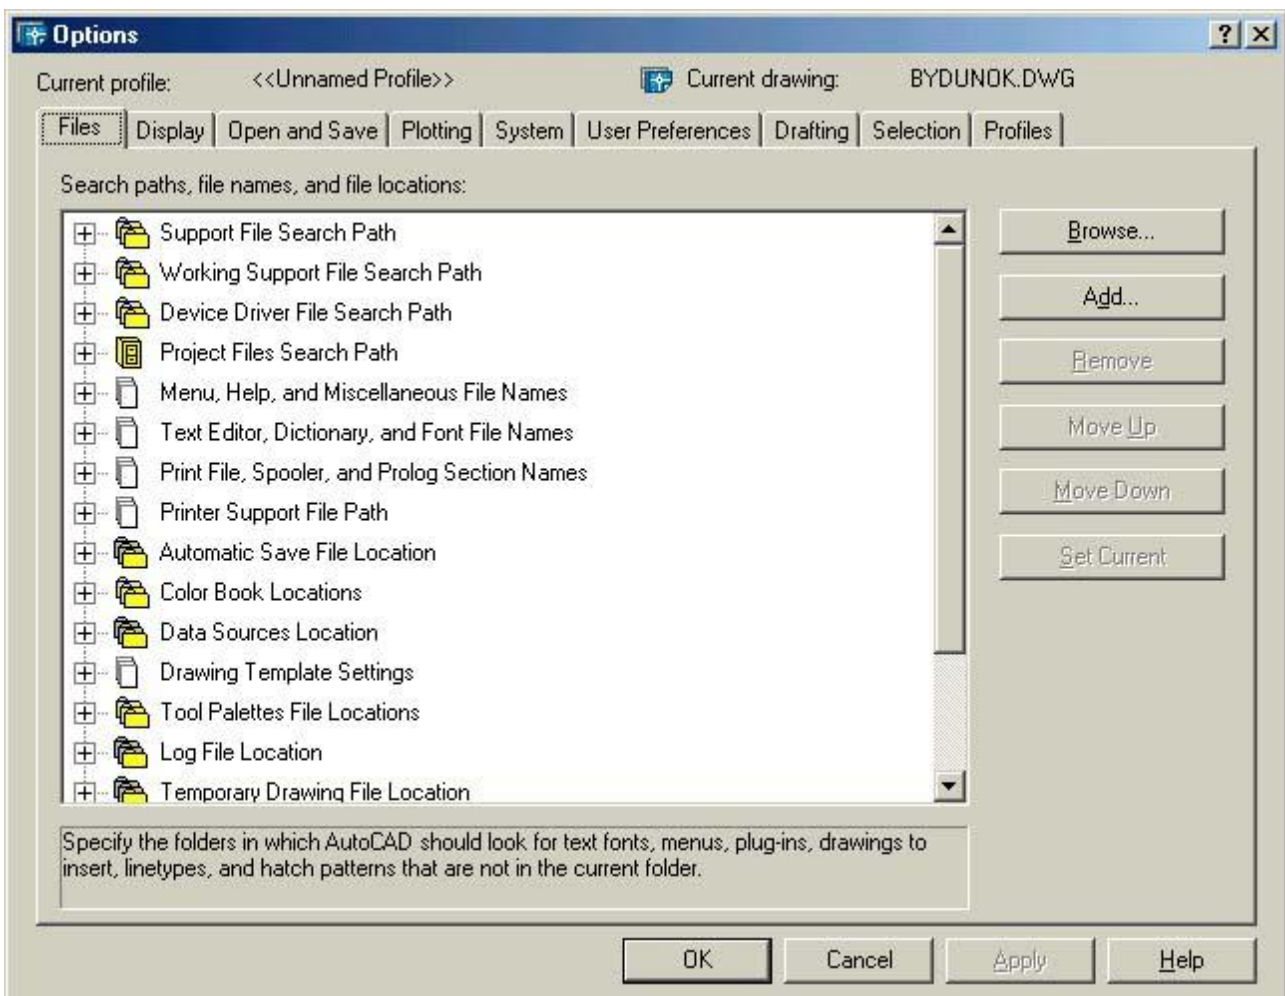 Options
Current profile: <<Unnamed Profile>> Current drawing: BYDUNOK.DWG
Files Display Open and Save Plotting System User Preferences Drafting Selection Profiles
Search paths, file names, and file locations:
Support File Search Path
Working Support File Search Path
Device Driver File Search Path
Project Files Search Path
Menu, Help, and Miscellaneous File Names
Text Editor, Dictionary, and Font File Names
Print File, Spooler, and Prolog Section Names
Printer Support File Path
Automatic Save File Location
Color Book Locations
Data Sources Location
Drawing Template Settings
Tool Palettes File Locations
Log File Location
Temporary Drawing File Location
Browse...
Add...
Remove
Move Up
Move Down
Set Current
Specify the folders in which AutoCAD should look for text fonts, menus, plug-ins, drawings to
insert, linetypes, and hatch patterns that are not in the current folder.
OK Cancel Apply Help